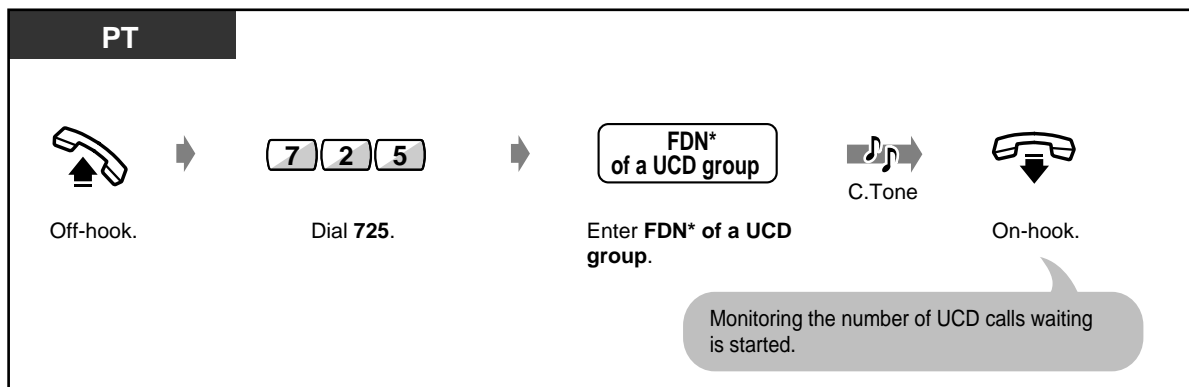 PT
7 2 5
FDN*
of a UCD group
C.Tone
Off-hook.
Dial 725.
Enter FDN* of a UCD
group.
On-hook.
Monitoring the number of UCD calls waiting
is started.